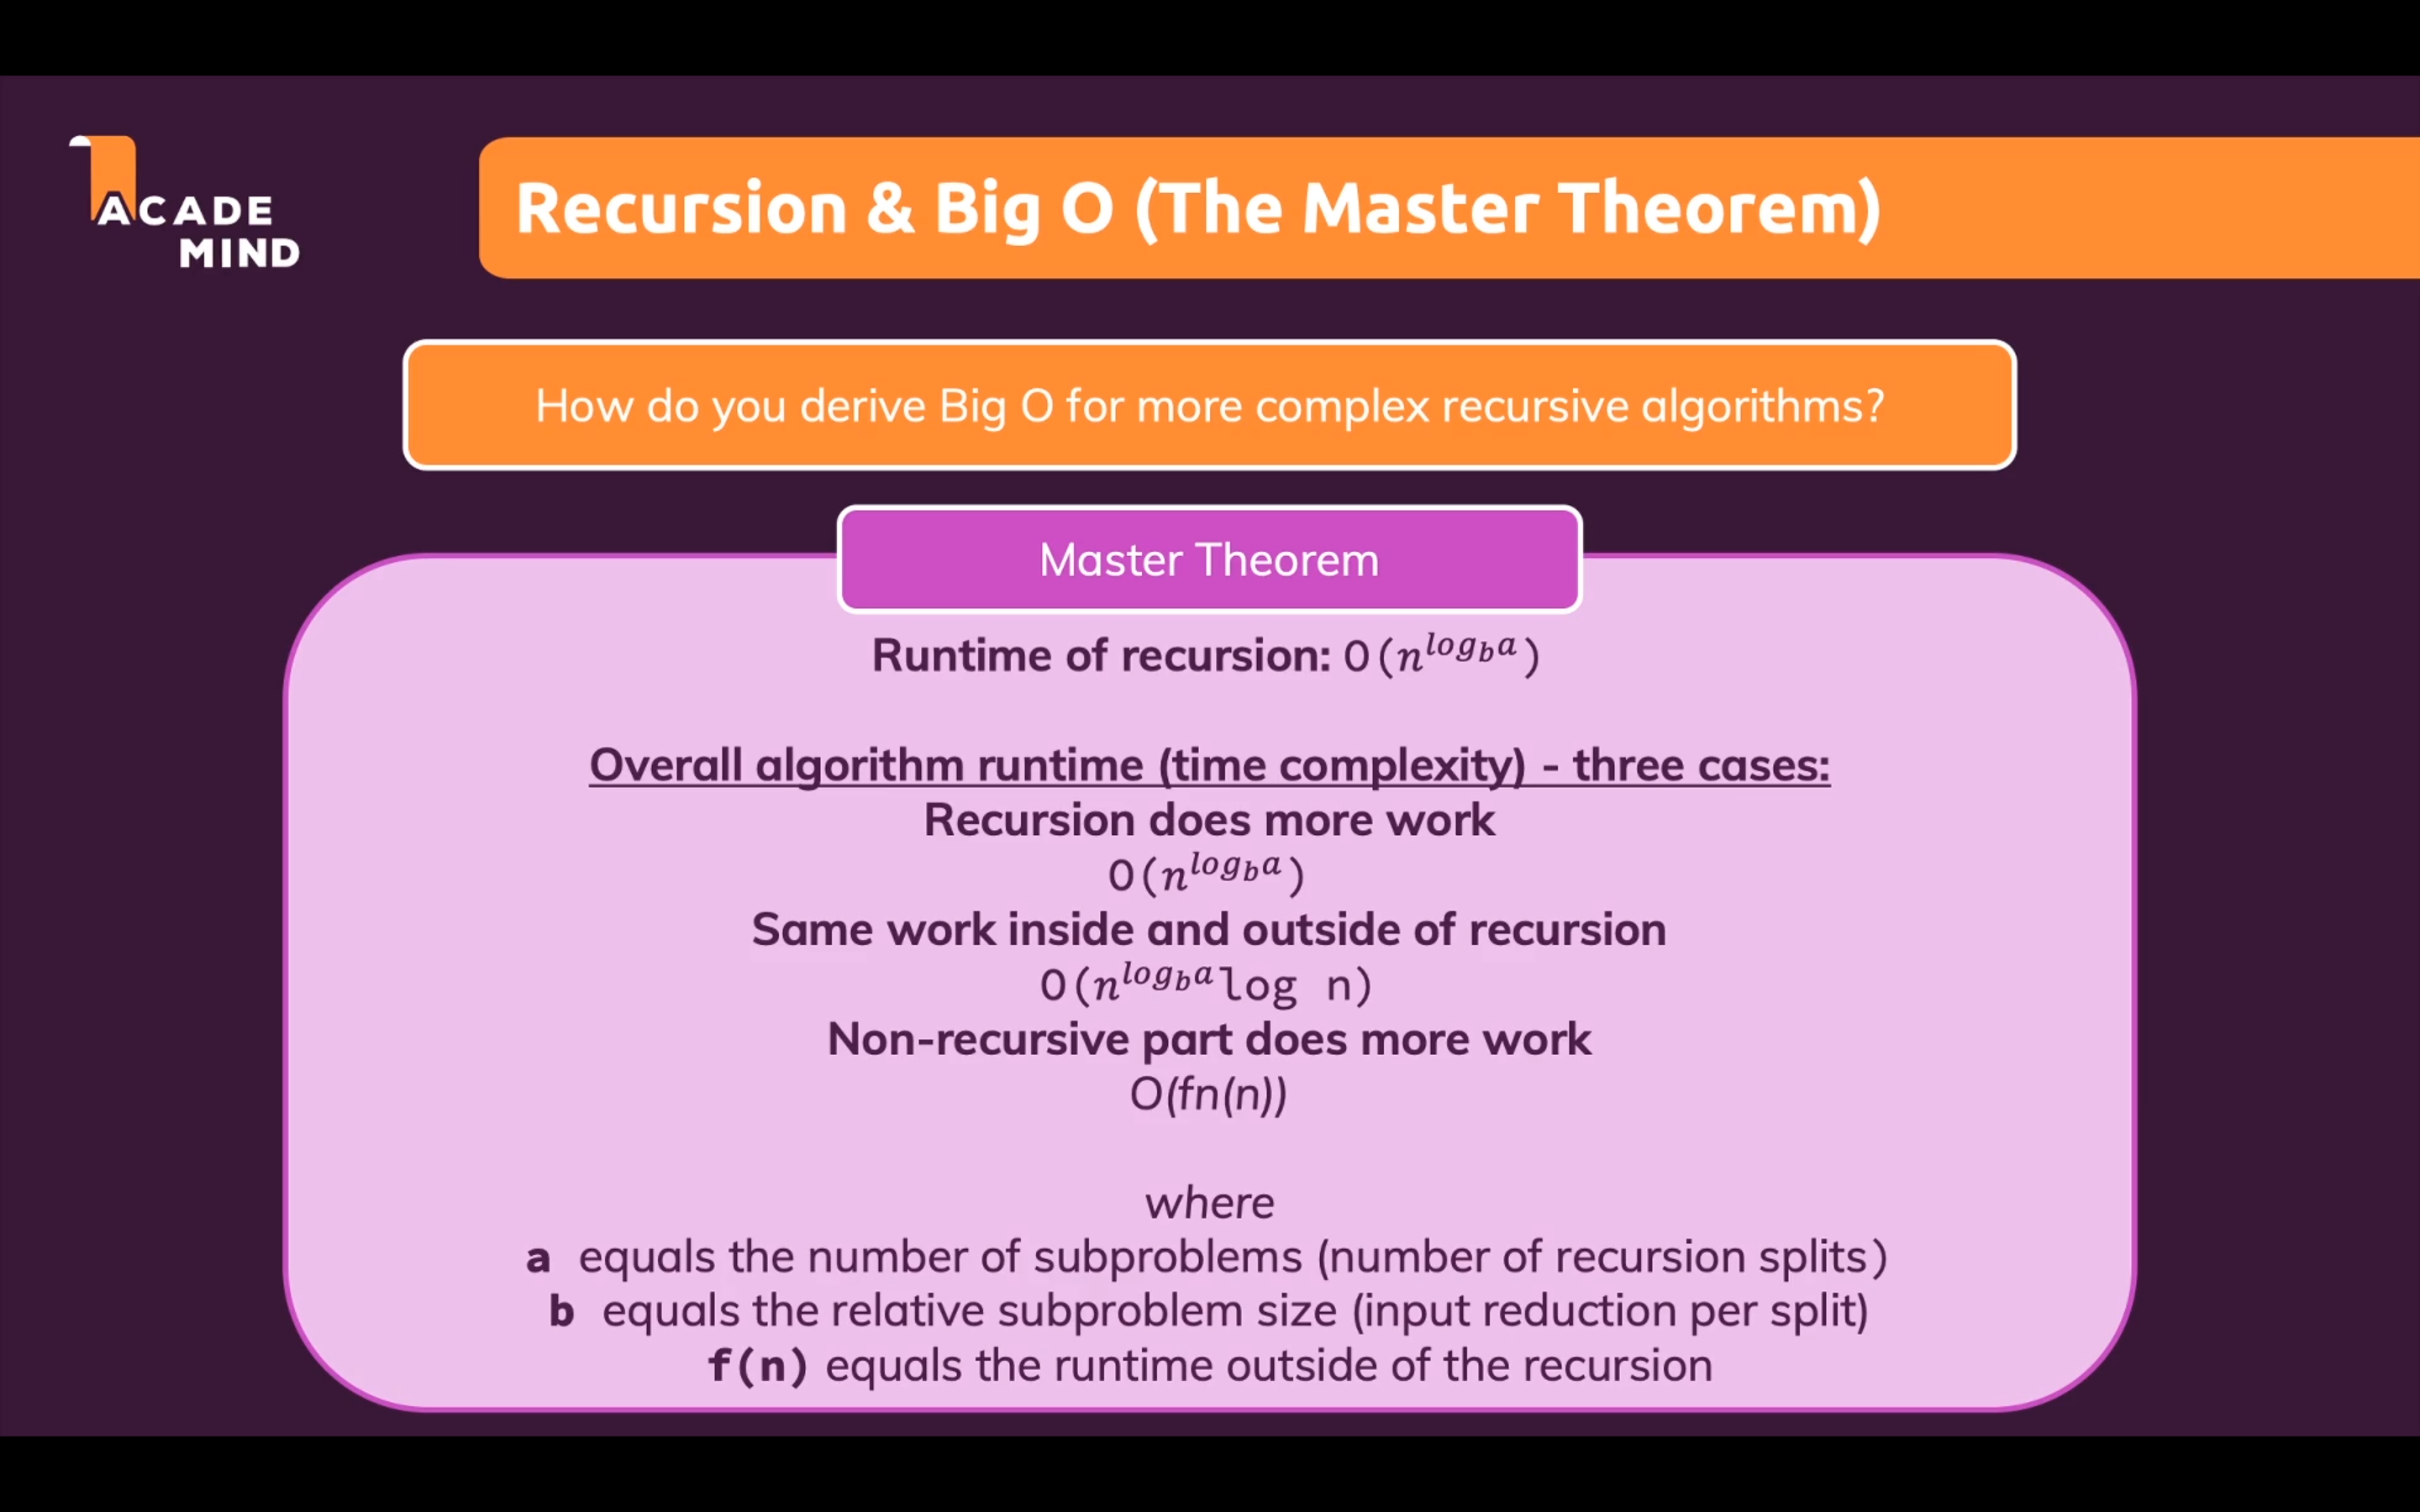 ACADE
MIND
Recursion & Big O (The Master Theorem)
How do you derive Big O for more complex recursive algorithms?
Master Theorem
Runtime of recursion: O(n^{log_b a})
Overall algorithm runtime (time complexity) - three cases:
Recursion does more work
O(n^{log_b a})
Same work inside and outside of recursion
O(n^{log_b a} log n)
Non-recursive part does more work
O(fn(n))
where
a equals the number of subproblems (number of recursion splits)
b equals the relative subproblem size (input reduction per split)
f(n) equals the runtime outside of the recursion